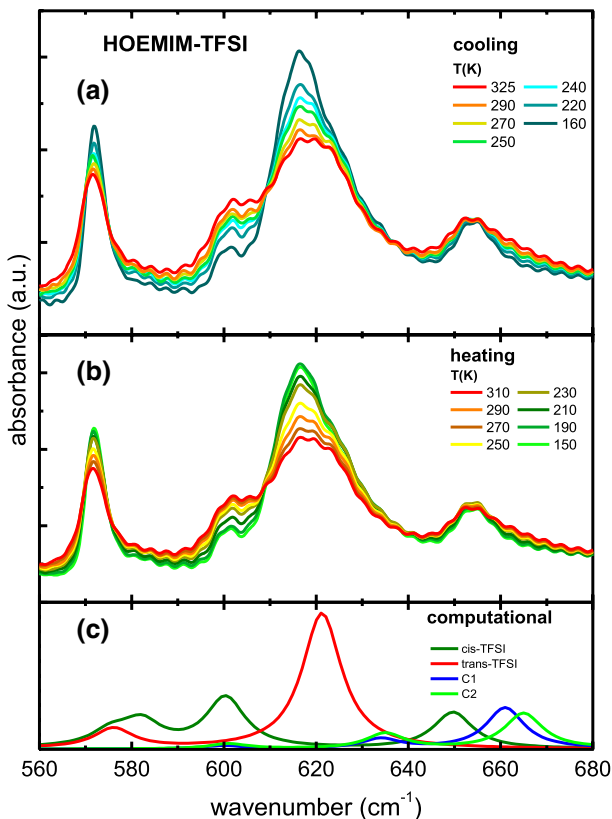 HOEMIM-TFSI
cooling
(a)
T(K)
325 240
290 220
270 160
250
absorbance (a.u.)
(b)
heating
T(K)
310 230
290 210
270 190
250 150
(c)
computational
cis-TFSI
trans-TFSI
C1
C2
560 580 600 620 640 660 680
wavenumber (cm⁻¹)